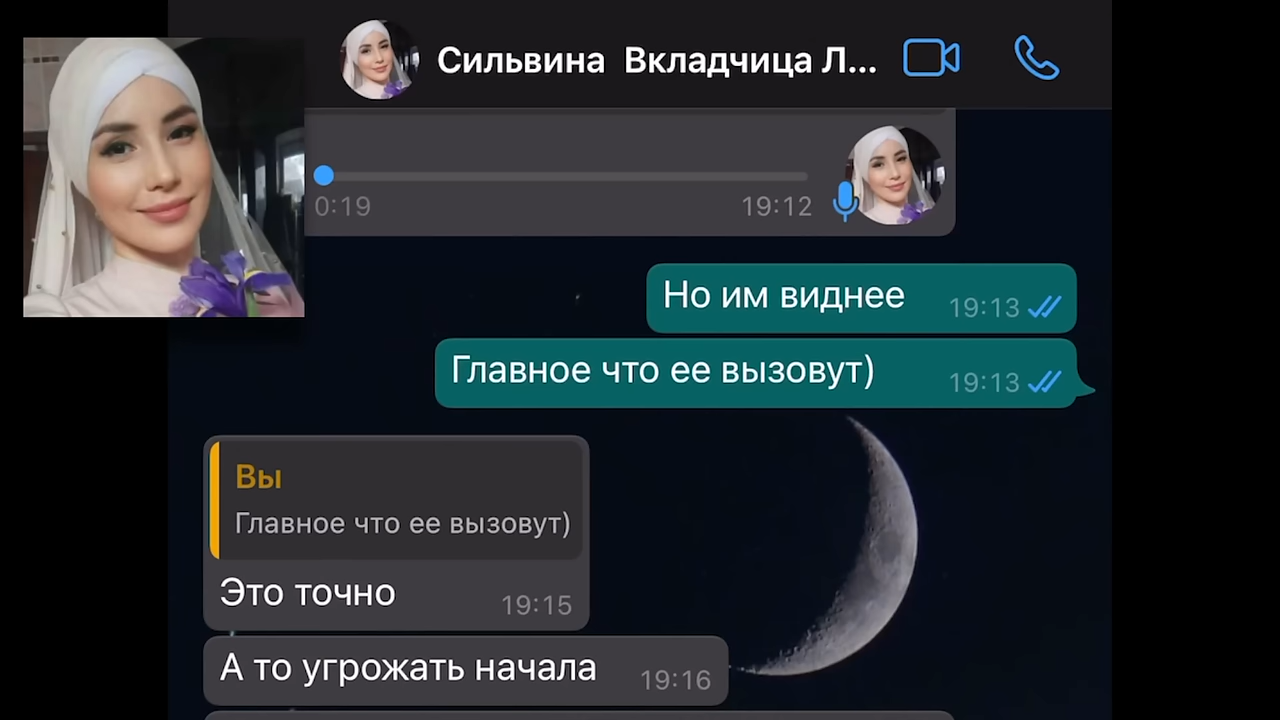 Сильвина Вкладчица Л...
0:19 19:12
Но им виднее 19:13
Главное что ее вызовут) 19:13
Вы
Главное что ее вызовут)
Это точно 19:15
А то угрожать начала 19:16